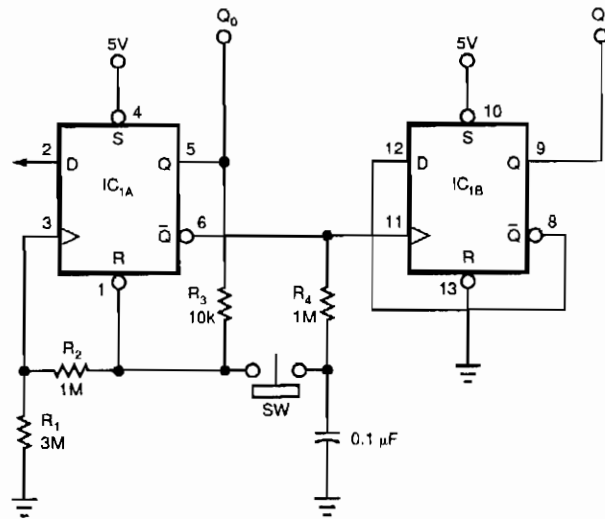 Q0
Q
5V
5V
4
10
S
S
2
D
Q
5
12
D
Q
9
IC1A
IC1B
3
Q̅
6
11
Q̅
8
R
R
1
13
R3
10k
R4
1M
R2
1M
SW
R1
3M
0.1 µF